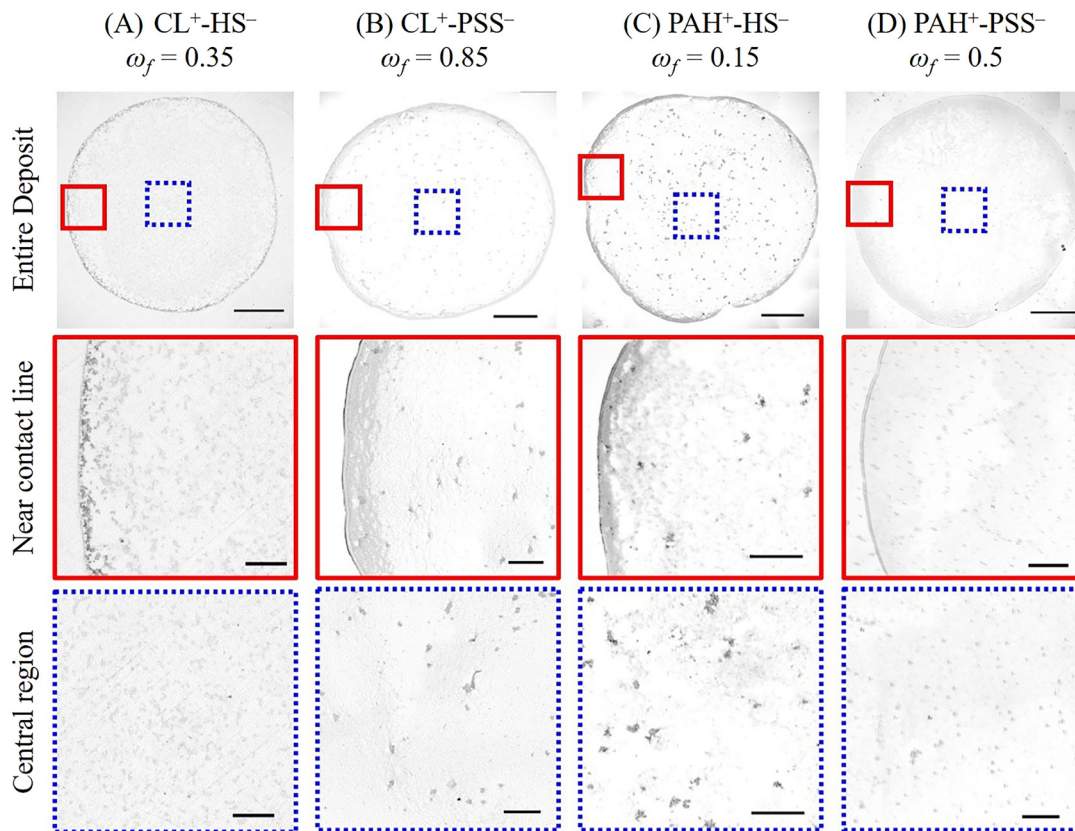 (A) CL⁺-HS⁻
ω_f = 0.35
(B) CL⁺-PSS⁻
ω_f = 0.85
(C) PAH⁺-HS⁻
ω_f = 0.15
(D) PAH⁺-PSS⁻
ω_f = 0.5
Entire Deposit
Near contact line
Central region